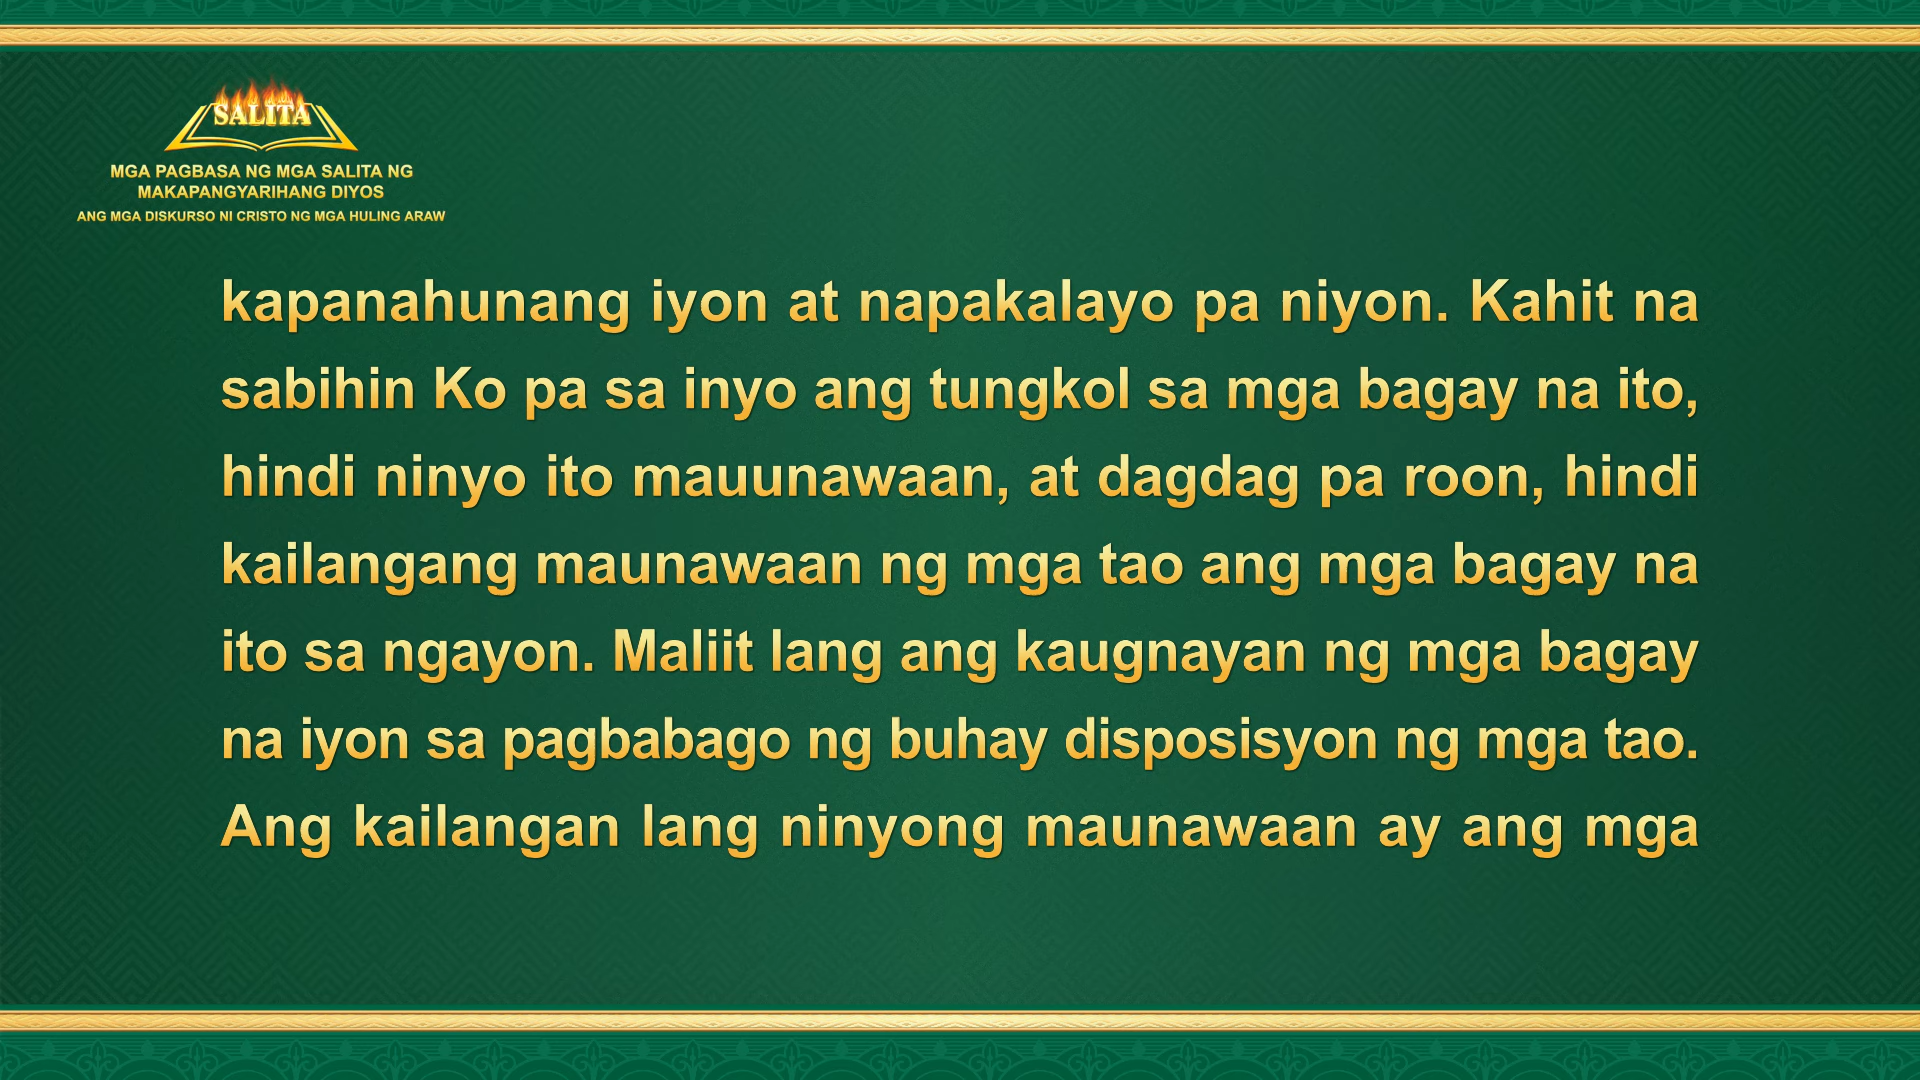 SALITA
MGA PAGBASA NG MGA SALITA NG
MAKAPANGYARIHANG DIYOS
ANG MGA DISKURSO NI CRISTO NG MGA HULING ARAW
kapanahunang iyon at napakalayo pa niyon. Kahit na
sabihin Ko pa sa inyo ang tungkol sa mga bagay na ito,
hindi ninyo ito mauunawaan, at dagdag pa roon, hindi
kailangang maunawaan ng mga tao ang mga bagay na
ito sa ngayon. Maliit lang ang kaugnayan ng mga bagay
na iyon sa pagbabago ng buhay disposisyon ng mga tao.
Ang kailangan lang ninyong maunawaan ay ang mga